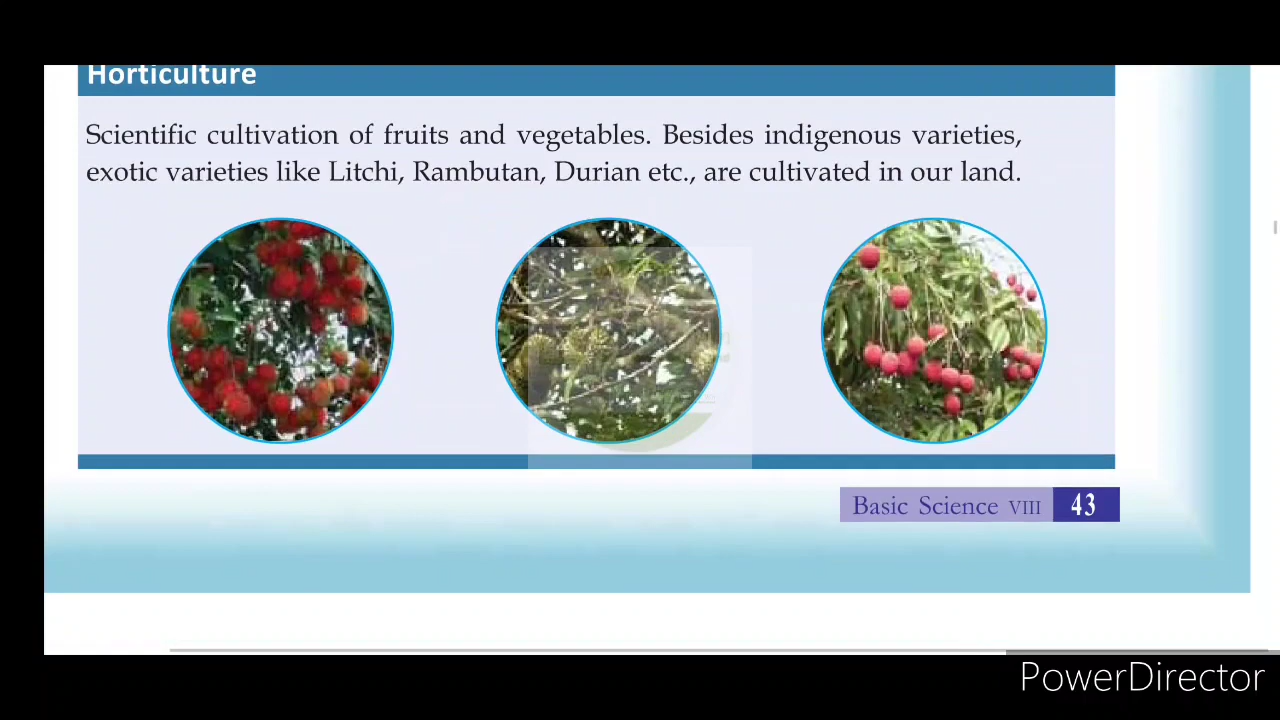 Horticulture
Scientific cultivation of fruits and vegetables. Besides indigenous varieties,
exotic varieties like Litchi, Rambutan, Durian etc., are cultivated in our land.
Basic Science VIII 43
PowerDirector